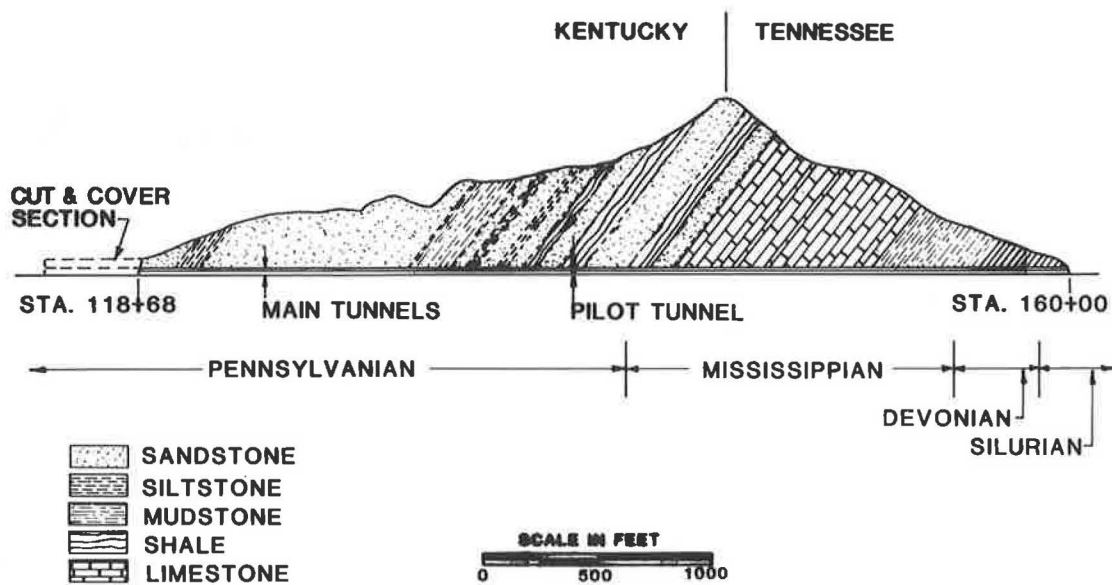 KENTUCKY TENNESSEE
CUT & COVER
SECTION
STA. 118+68 MAIN TUNNELS PILOT TUNNEL STA. 160+00
PENNSYLVANIAN MISSISSIPPIAN
DEVONIAN
SILURIAN
SANDSTONE
SILTSTONE
MUDSTONE
SHALE
LIMESTONE
SCALE IN FEET
0 500 1000